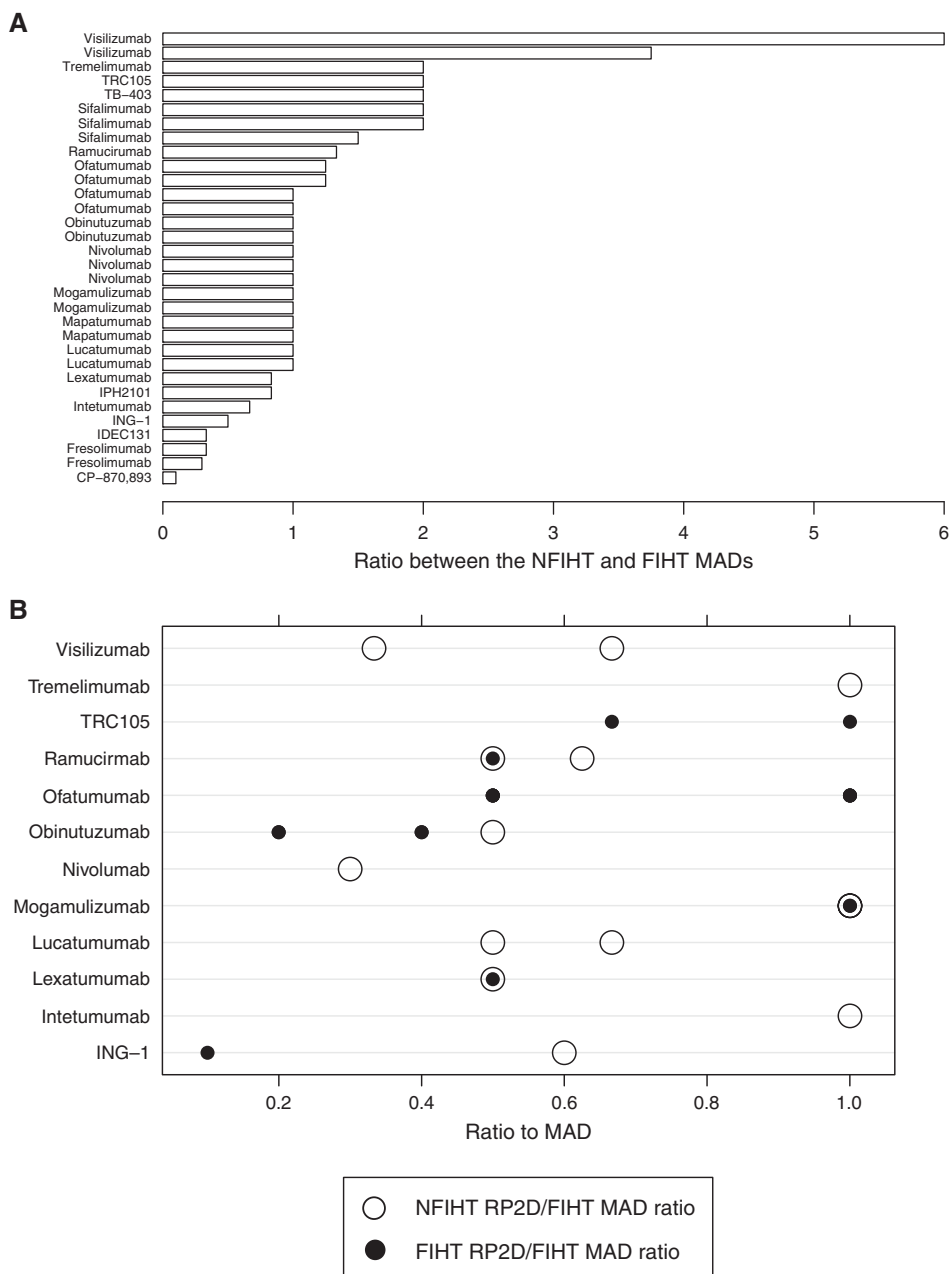 A
Visilizumab
Visilizumab
Tremelimumab
TRC105
TB−403
Sifalimumab
Sifalimumab
Sifalimumab
Ramucirumab
Ofatumumab
Ofatumumab
Ofatumumab
Ofatumumab
Obinutuzumab
Obinutuzumab
Nivolumab
Nivolumab
Nivolumab
Mogamulizumab
Mogamulizumab
Mapatumumab
Mapatumumab
Lucatumumab
Lucatumumab
Lexatumumab
IPH2101
Intetumumab
ING−1
IDEC131
Fresolimumab
Fresolimumab
CP−870,893
0 1 2 3 4 5 6
Ratio between the NFIHT and FIHT MADs
B
Visilizumab
Tremelimumab
TRC105
Ramucirmab
Ofatumumab
Obinutuzumab
Nivolumab
Mogamulizumab
Lucatumumab
Lexatumumab
Intetumumab
ING−1
0.2 0.4 0.6 0.8 1.0
Ratio to MAD
NFIHT RP2D/FIHT MAD ratio
FIHT RP2D/FIHT MAD ratio